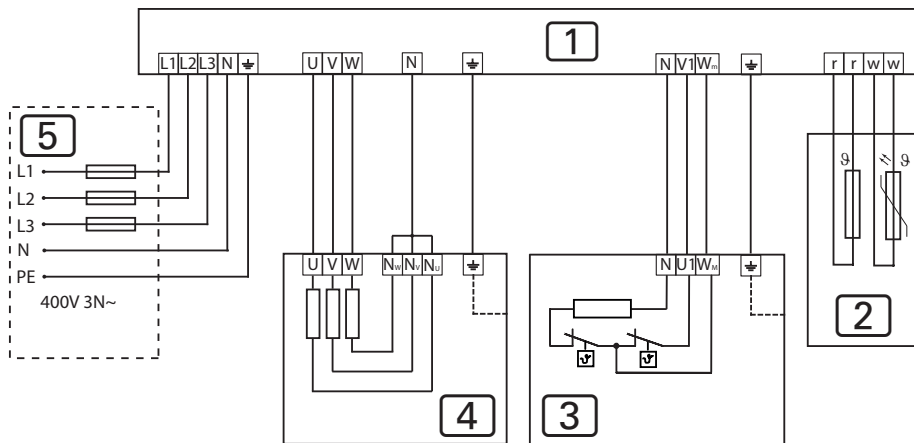 1
L1 L2 L3 N ⏚ U V W N ⏚ N V1 Wm ⏚ r r w w
5
L1
L2
L3
N
PE
400V 3N~
U V W NW NV NU ⏚
N U1 WM ⏚
ϑ ϑ
ϑ ϑ
2
4
3